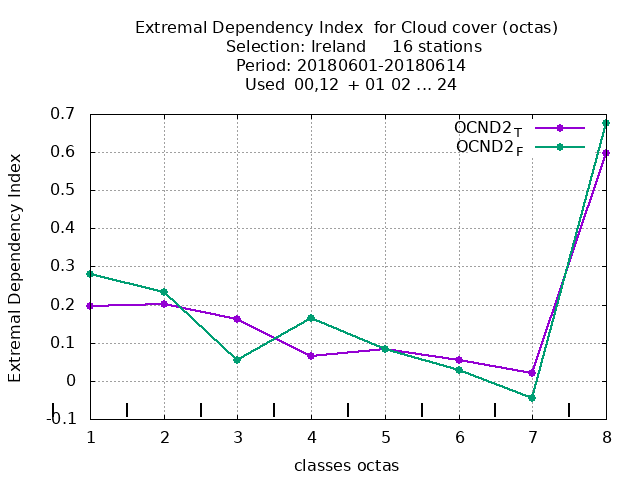 Extremal Dependency Index for Cloud cover (octas)
Selection: Ireland 16 stations
Period: 20180601-20180614
Used 00,12 + 01 02 ... 24
OCND2T
OCND2F
0.7
0.6
0.5
0.4
0.3
0.2
0.1
0
-0.1
Extremal Dependency Index
1 2 3 4 5 6 7 8
classes octas